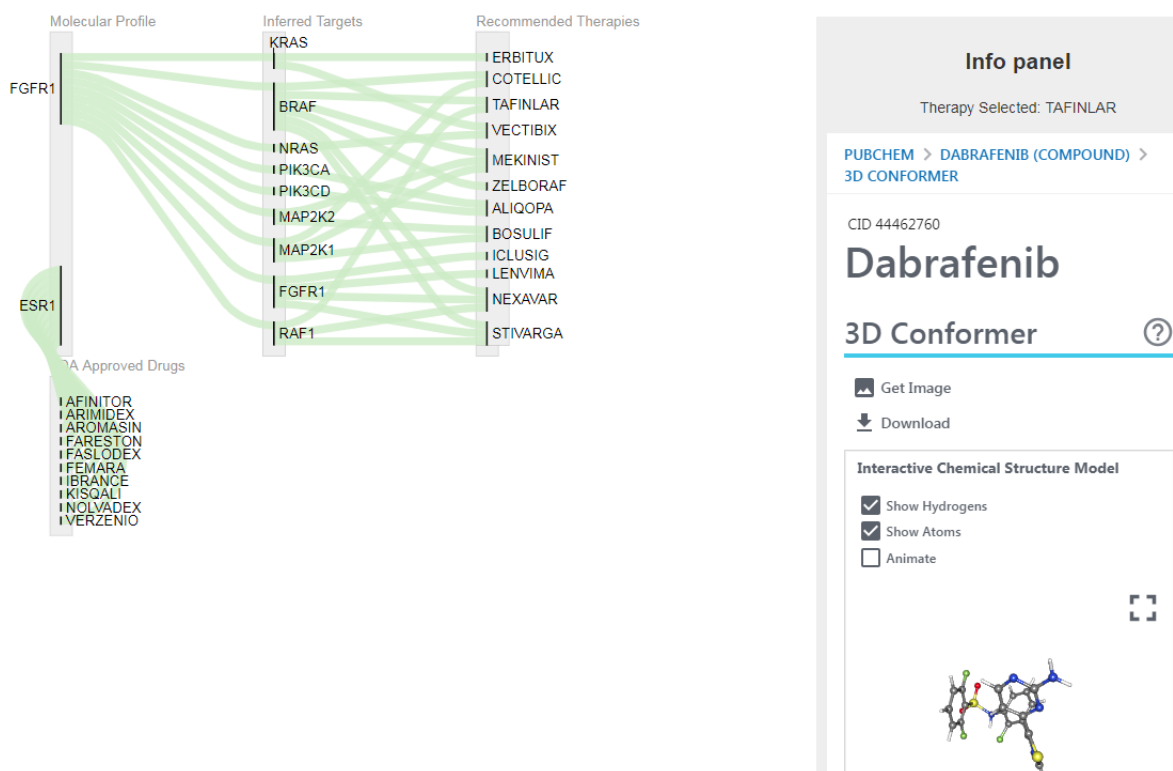 Molecular Profile
Inferred Targets
Recommended Therapies
FGFR1
ESR1
KRAS
BRAF
NRAS
PIK3CA
PIK3CD
MAP2K2
MAP2K1
FGFR1
RAF1
ERBITUX
COTELLIC
TAFINLAR
VECTIBIX
MEKINIST
ZELBORAF
ALIQOPA
BOSULIF
ICLUSIG
LENVIMA
NEXAVAR
STIVARGA
DA Approved Drugs
AFINITOR
ARIMIDEX
AROMASIN
FARESTON
FASLODEX
FEMARA
IBRANCE
KISQALI
NOLVADEX
VERZENIO
Info panel
Therapy Selected: TAFINLAR
PUBCHEM > DABRAFENIB (COMPOUND) >
3D CONFORMER
CID 44462760
Dabrafenib
3D Conformer
?
Get Image
Download
Interactive Chemical Structure Model
Show Hydrogens
Show Atoms
Animate